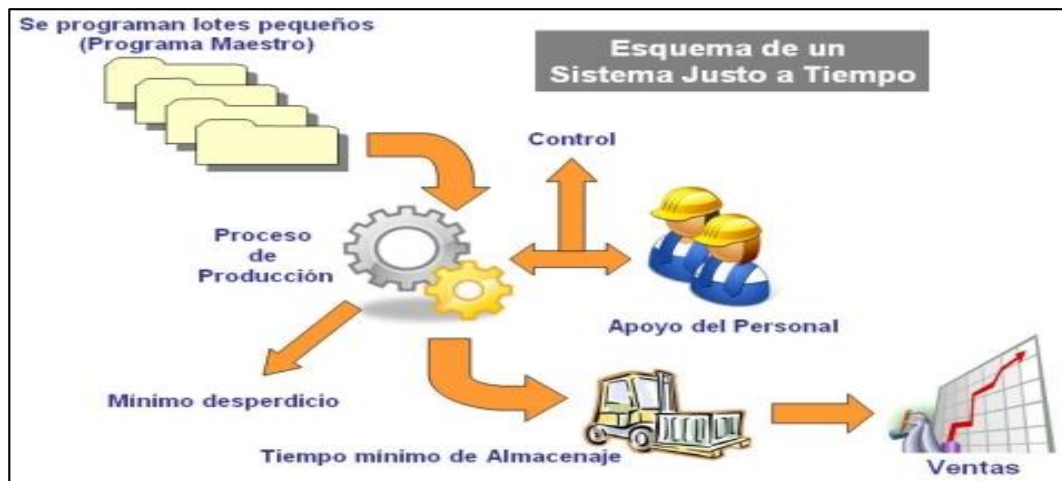 Se programan lotes pequeños
(Programa Maestro)
Esquema de un
Sistema Justo a Tiempo
Control
Proceso
de
Producción
Apoyo del Personal
Mínimo desperdicio
Tiempo mínimo de Almacenaje
Ventas